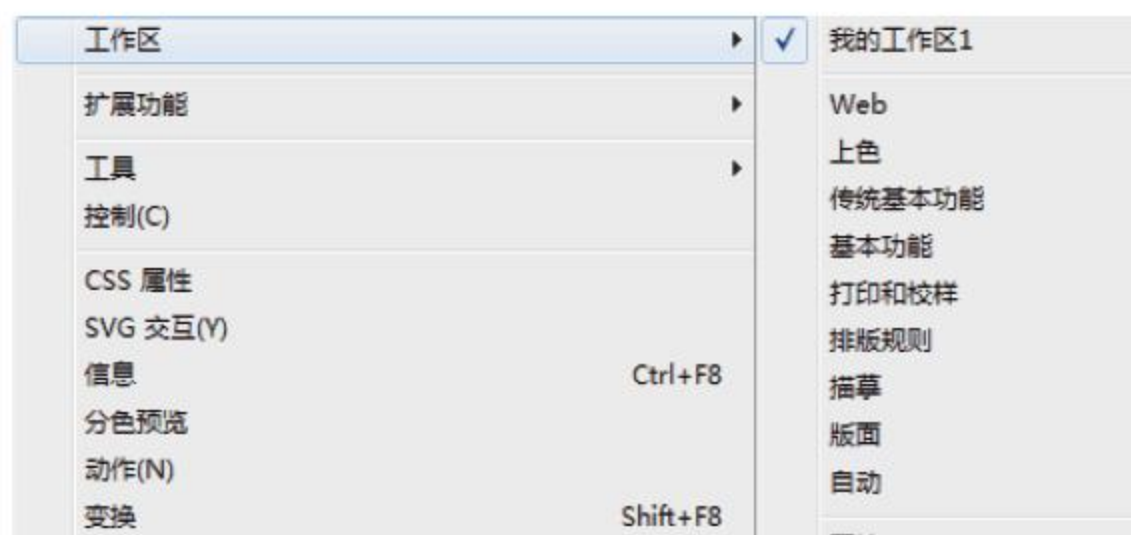 工作区
扩展功能
工具
控制(C)
CSS 属性
SVG 交互(Y)
信息 Ctrl+F8
分色预览
动作(N)
变换 Shift+F8
我的工作区1
Web
上色
传统基本功能
基本功能
打印和校样
排版规则
描摹
版面
自动